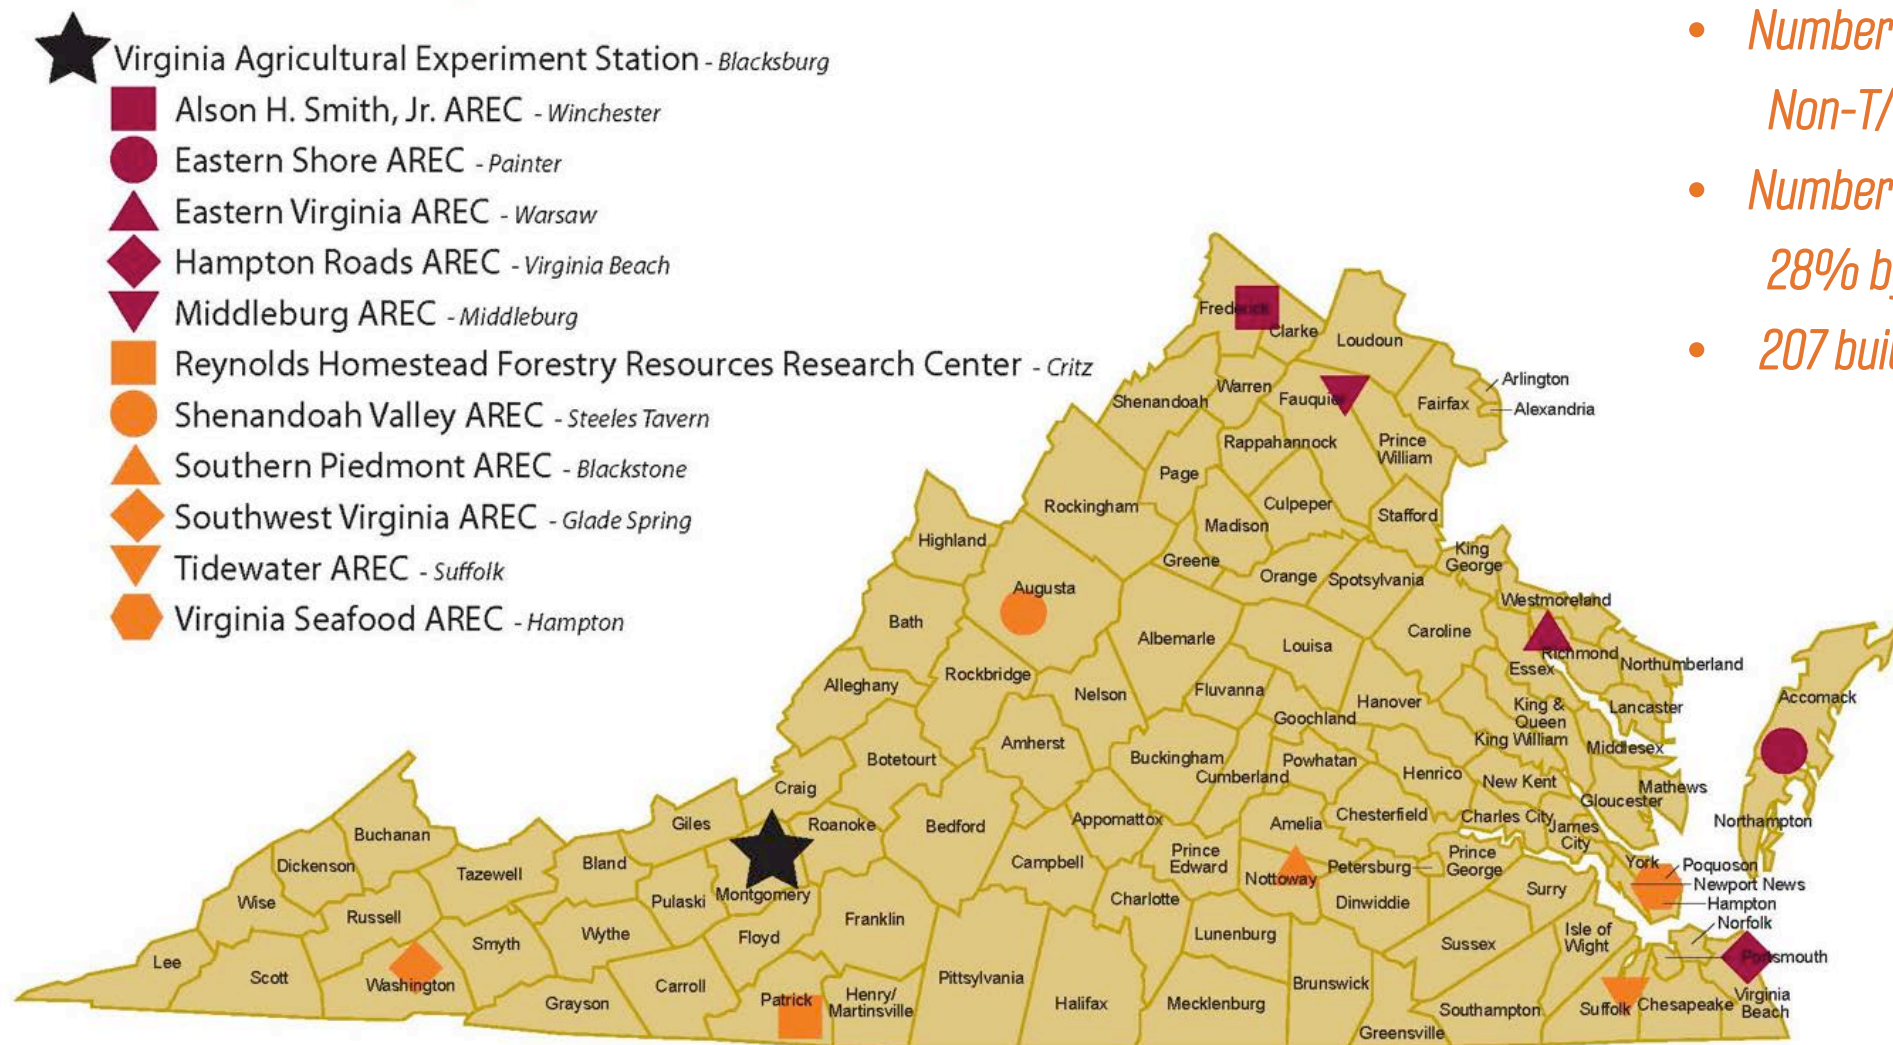 Virginia Agricultural Experiment Station - Blacksburg
Alson H. Smith, Jr. AREC - Winchester
Eastern Shore AREC - Painter
Eastern Virginia AREC - Warsaw
Hampton Roads AREC - Virginia Beach
Middleburg AREC - Middleburg
Reynolds Homestead Forestry Resources Research Center - Critz
Shenandoah Valley AREC - Steeles Tavern
Southern Piedmont AREC - Blackstone
Southwest Virginia AREC - Glade Spring
Tidewater AREC - Suffolk
Virginia Seafood AREC - Hampton
• Number
Non-T/
• Number
28%
• 207
Frederick
Clarke
Loudoun
Arlington
Alexandria
Fairfax
Warren
Fauquier
Shenandoah
Rappahannock
Prince
William
Page
Culpeper
Stafford
Rockingham
Madison
Highland
Greene
King
George
Orange
Spotsylvania
Augusta
Westmoreland
Bath
Albemarle
Louisa
Caroline
Richmond
Northumberland
Essex
Rockbridge
Alleghany
Nelson
Fluvanna
Hanover
King &
Queen
Lancaster
Accomack
Goochland
King William
Middlesex
Amherst
Botetourt
Buckingham
Cumberland
Powhatan
Henrico
New Kent
Mathews
Gloucester
Craig
Giles
Roanoke
Bedford
Appomattox
Amelia
Chesterfield
Charles City
James
City
Northampton
Buchanan
Dickenson
Tazewell
Bland
Campbell
Prince
Edward
Nottoway
Petersburg
Prince
George
York
Poquoson
Newport News
Hampton
Norfolk
Portsmouth
Wise
Russell
Pulaski
Montgomery
Charlotte
Dinwiddie
Surry
Smyth
Wythe
Floyd
Franklin
Lunenburg
Sussex
Isle of
Wight
Lee
Scott
Washington
Grayson
Carroll
Patrick
Henry/
Martinsville
Pittsylvania
Halifax
Mecklenburg
Brunswick
Greensville
Southampton
Suffolk
Chesapeake
Virginia
Beach